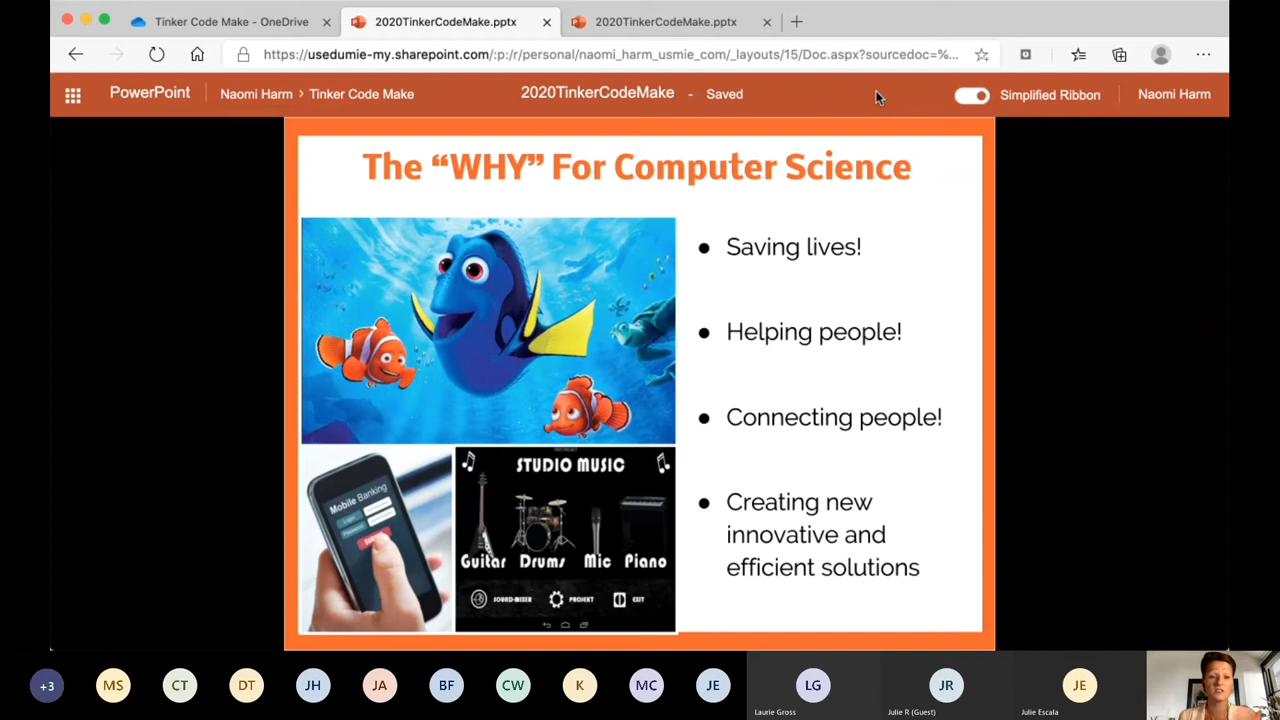 Tinker Code Make - OneDrive
2020TinkerCodeMake.pptx
2020TinkerCodeMake.pptx
https://usedumie-my.sharepoint.com/:p:/r/personal/naomi_harm_usmie_com/_layouts/15/Doc.aspx?sourcedoc=%...
PowerPoint
Naomi Harm > Tinker Code Make
2020TinkerCodeMake - Saved
Simplified Ribbon
Naomi Harm
The “WHY” For Computer Science
Saving lives!
Helping people!
Connecting people!
Creating new
innovative and
efficient solutions
Mobile Banking
Login
Password
STUDIO MUSIC
Guitar Drums Mic Piano
SOUND-MIXER PROJEKT EXIT
+3 MS CT DT JH JA BF CW K MC JE LG JR JE
Laurie Gross Julie R (Guest) Julie Escala